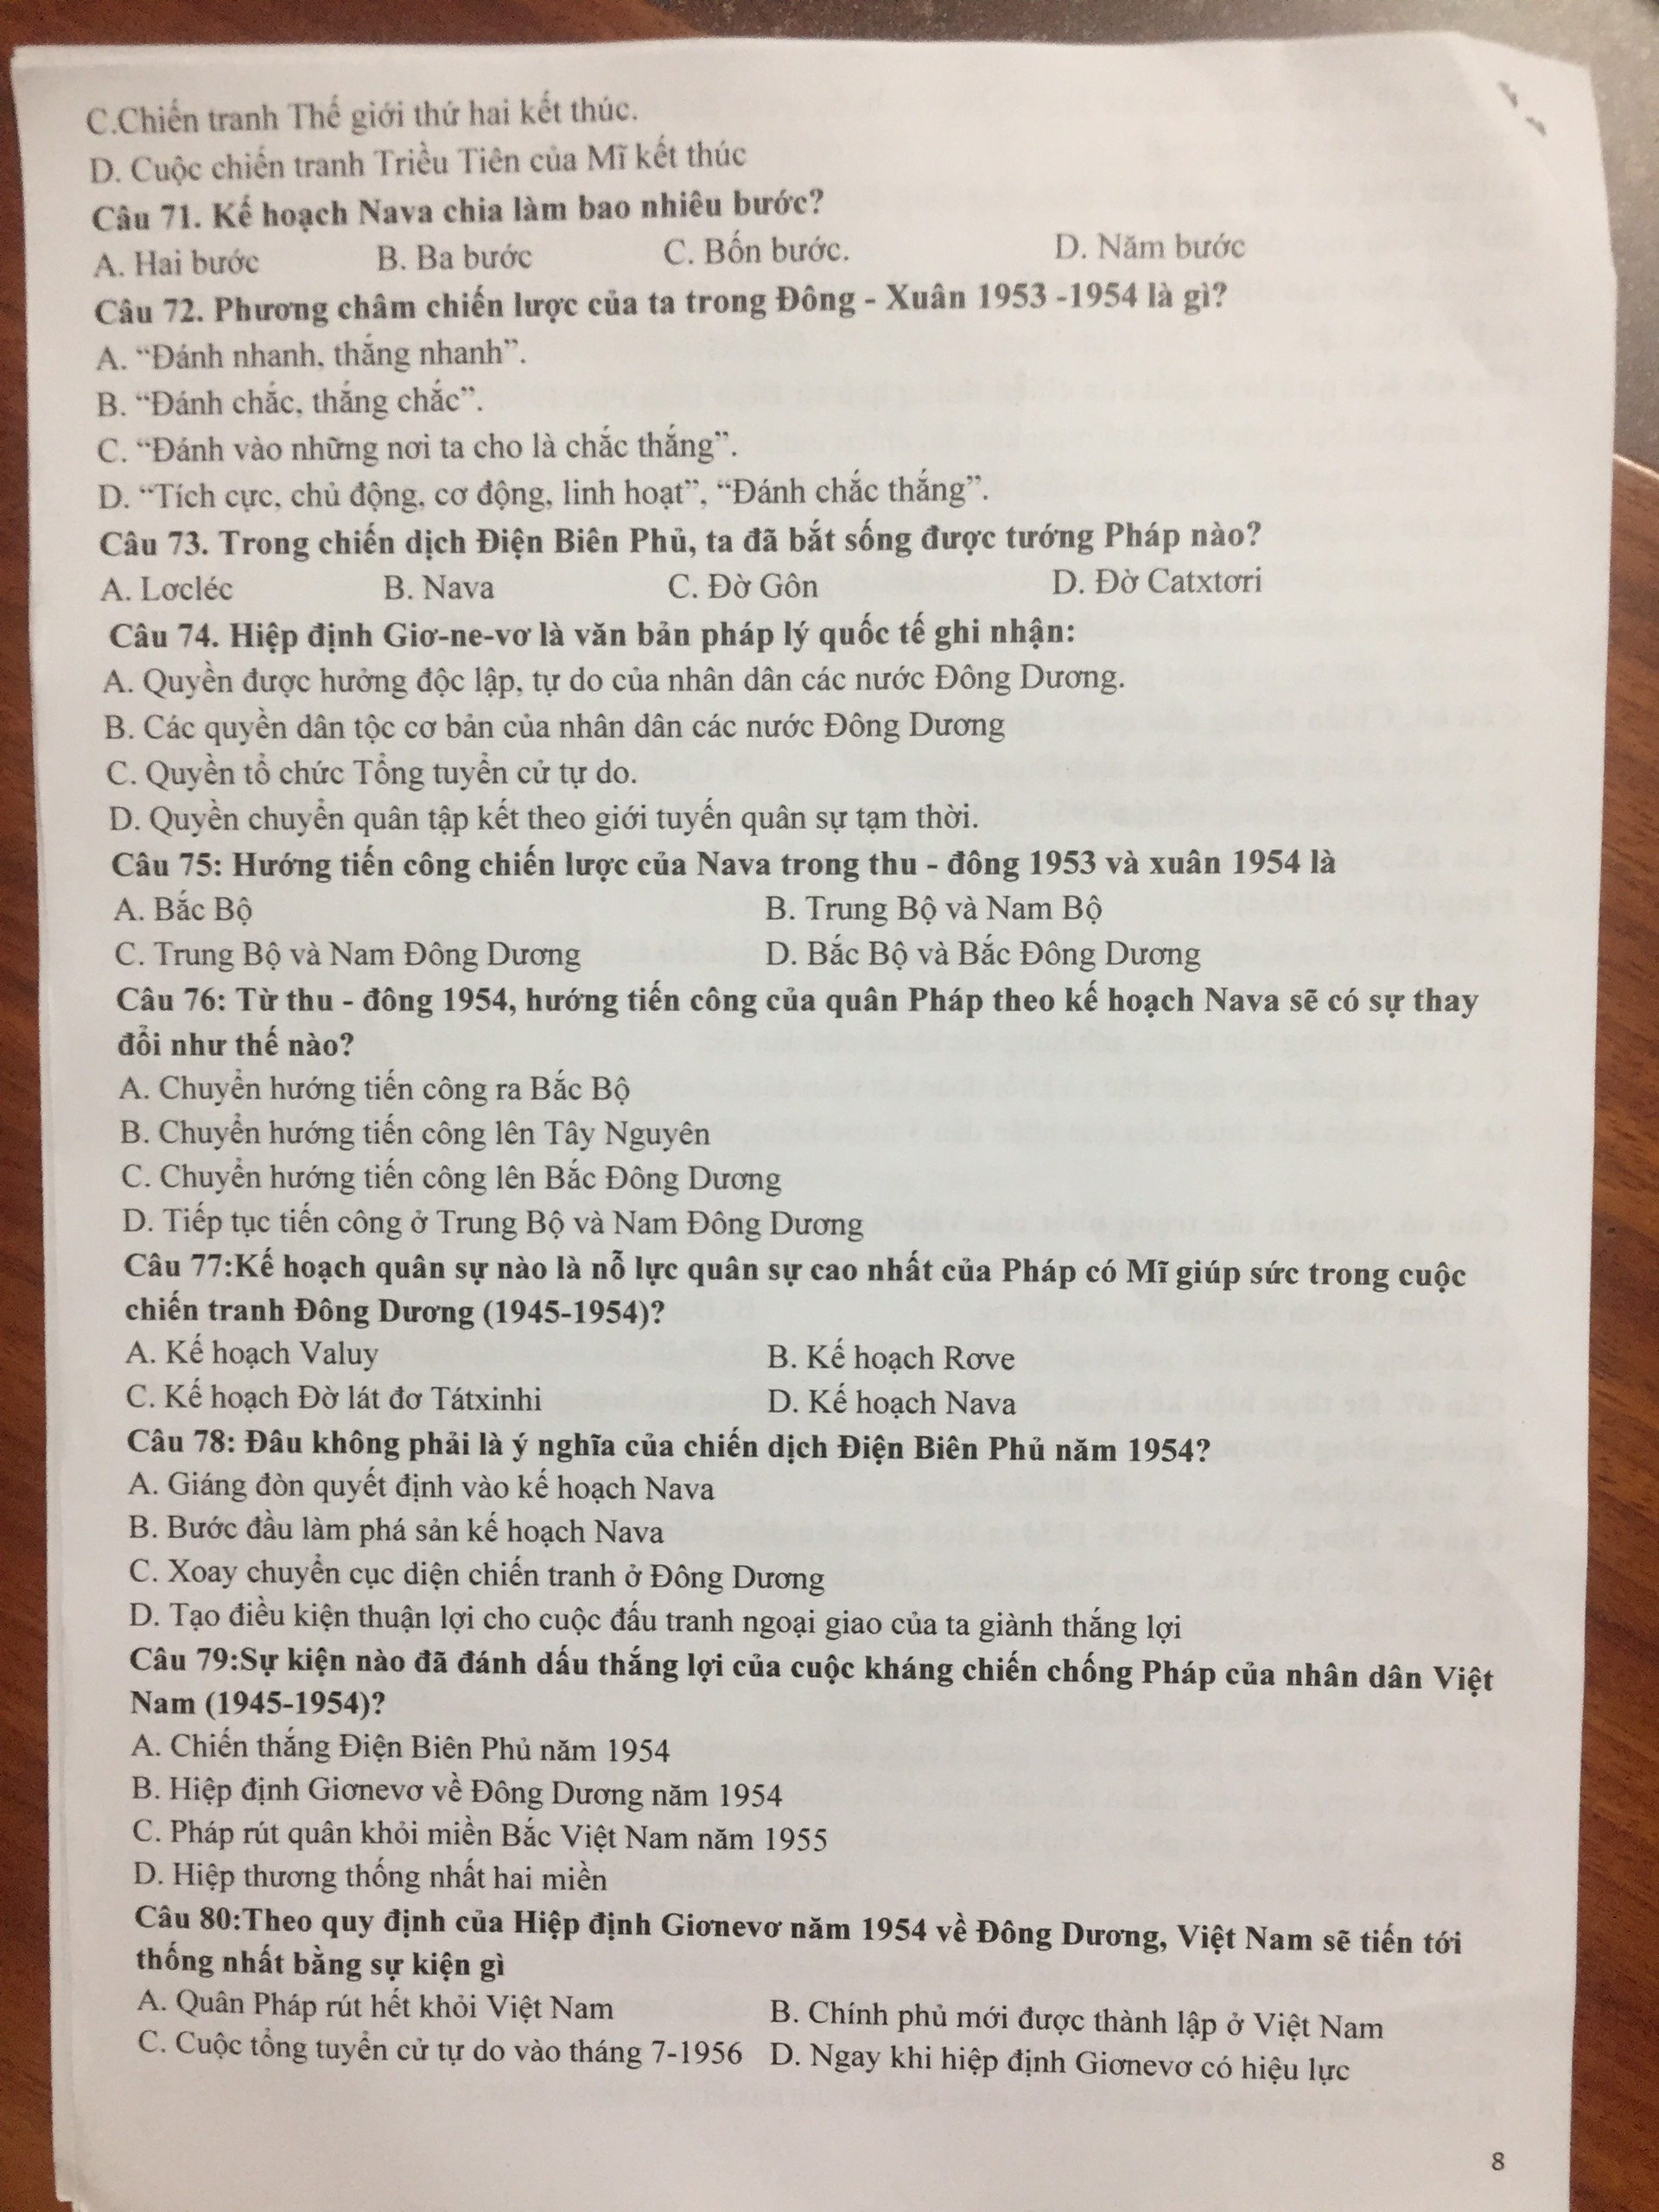 C.Chiến tranh Thế giới thứ hai kết thúc.
D. Cuộc chiến tranh Triều Tiên của Mĩ kết thúc
Câu 71. Kế hoạch Nava chia làm bao nhiêu bước?
A. Hai bước B. Ba bước C. Bốn bước. D. Năm bước
Câu 72. Phương châm chiến lược của ta trong Đông - Xuân 1953 -1954 là gì?
A. “Đánh nhanh, thắng nhanh”.
B. “Đánh chắc, thắng chắc”.
C. “Đánh vào những nơi ta cho là chắc thắng”.
D. “Tích cực, chủ động, cơ động, linh hoạt”, “Đánh chắc thắng”.
Câu 73. Trong chiến dịch Điện Biên Phủ, ta đã bắt sống được tướng Pháp nào?
A. Lơcléc B. Nava C. Đờ Gôn D. Đờ Catxtơri
Câu 74. Hiệp định Giơ-ne-vơ là văn bản pháp lý quốc tế ghi nhận:
A. Quyền được hưởng độc lập, tự do của nhân dân các nước Đông Dương.
B. Các quyền dân tộc cơ bản của nhân dân các nước Đông Dương
C. Quyền tổ chức Tổng tuyển cử tự do.
D. Quyền chuyển quân tập kết theo giới tuyến quân sự tạm thời.
Câu 75: Hướng tiến công chiến lược của Nava trong thu - đông 1953 và xuân 1954 là
A. Bắc Bộ B. Trung Bộ và Nam Bộ
C. Trung Bộ và Nam Đông Dương D. Bắc Bộ và Bắc Đông Dương
Câu 76: Từ thu - đông 1954, hướng tiến công của quân Pháp theo kế hoạch Nava sẽ có sự thay
đổi như thế nào?
A. Chuyển hướng tiến công ra Bắc Bộ
B. Chuyển hướng tiến công lên Tây Nguyên
C. Chuyển hướng tiến công lên Bắc Đông Dương
D. Tiếp tục tiến công ở Trung Bộ và Nam Đông Dương
Câu 77:Kế hoạch quân sự nào là nỗ lực quân sự cao nhất của Pháp có Mĩ giúp sức trong cuộc
chiến tranh Đông Dương (1945-1954)?
A. Kế hoạch Valuy B. Kế hoạch Rơve
C. Kế hoạch Đờ lát đơ Tátxinhi D. Kế hoạch Nava
Câu 78: Đâu không phải là ý nghĩa của chiến dịch Điện Biên Phủ năm 1954?
A. Giáng đòn quyết định vào kế hoạch Nava
B. Bước đầu làm phá sản kế hoạch Nava
C. Xoay chuyển cục diện chiến tranh ở Đông Dương
D. Tạo điều kiện thuận lợi cho cuộc đấu tranh ngoại giao của ta giành thắng lợi
Câu 79:Sự kiện nào đã đánh dấu thắng lợi của cuộc kháng chiến chống Pháp của nhân dân Việt
Nam (1945-1954)?
A. Chiến thắng Điện Biên Phủ năm 1954
B. Hiệp định Giơnevơ về Đông Dương năm 1954
C. Pháp rút quân khỏi miền Bắc Việt Nam năm 1955
D. Hiệp thương thống nhất hai miền
Câu 80:Theo quy định của Hiệp định Giơnevơ năm 1954 về Đông Dương, Việt Nam sẽ tiến tới
thống nhất bằng sự kiện gì
A. Quân Pháp rút hết khỏi Việt Nam B. Chính phủ mới được thành lập ở Việt Nam
C. Cuộc tổng tuyển cử tự do vào tháng 7-1956 D. Ngay khi hiệp định Giơnevơ có hiệu lực
8